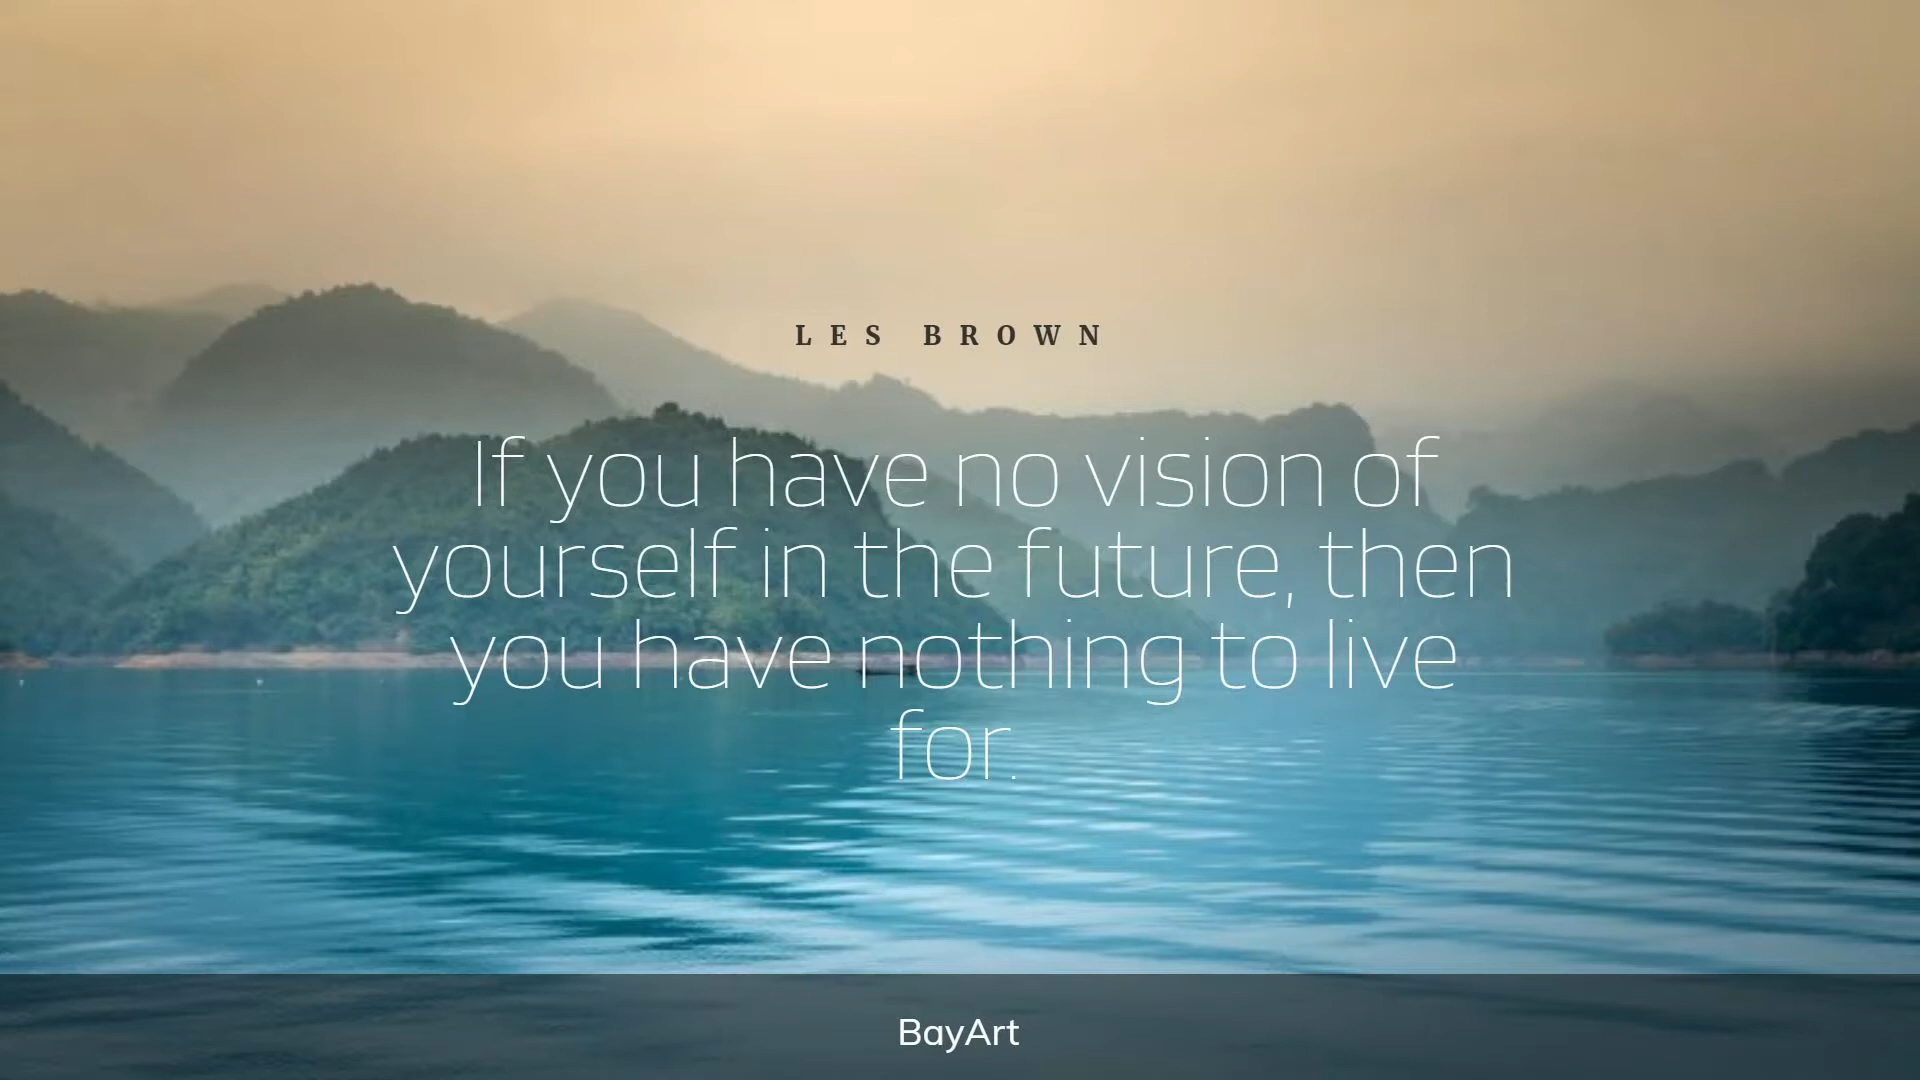 LES BROWN
If you have no vision of
yourself in the future, then
you have nothing to live
for.
BayArt